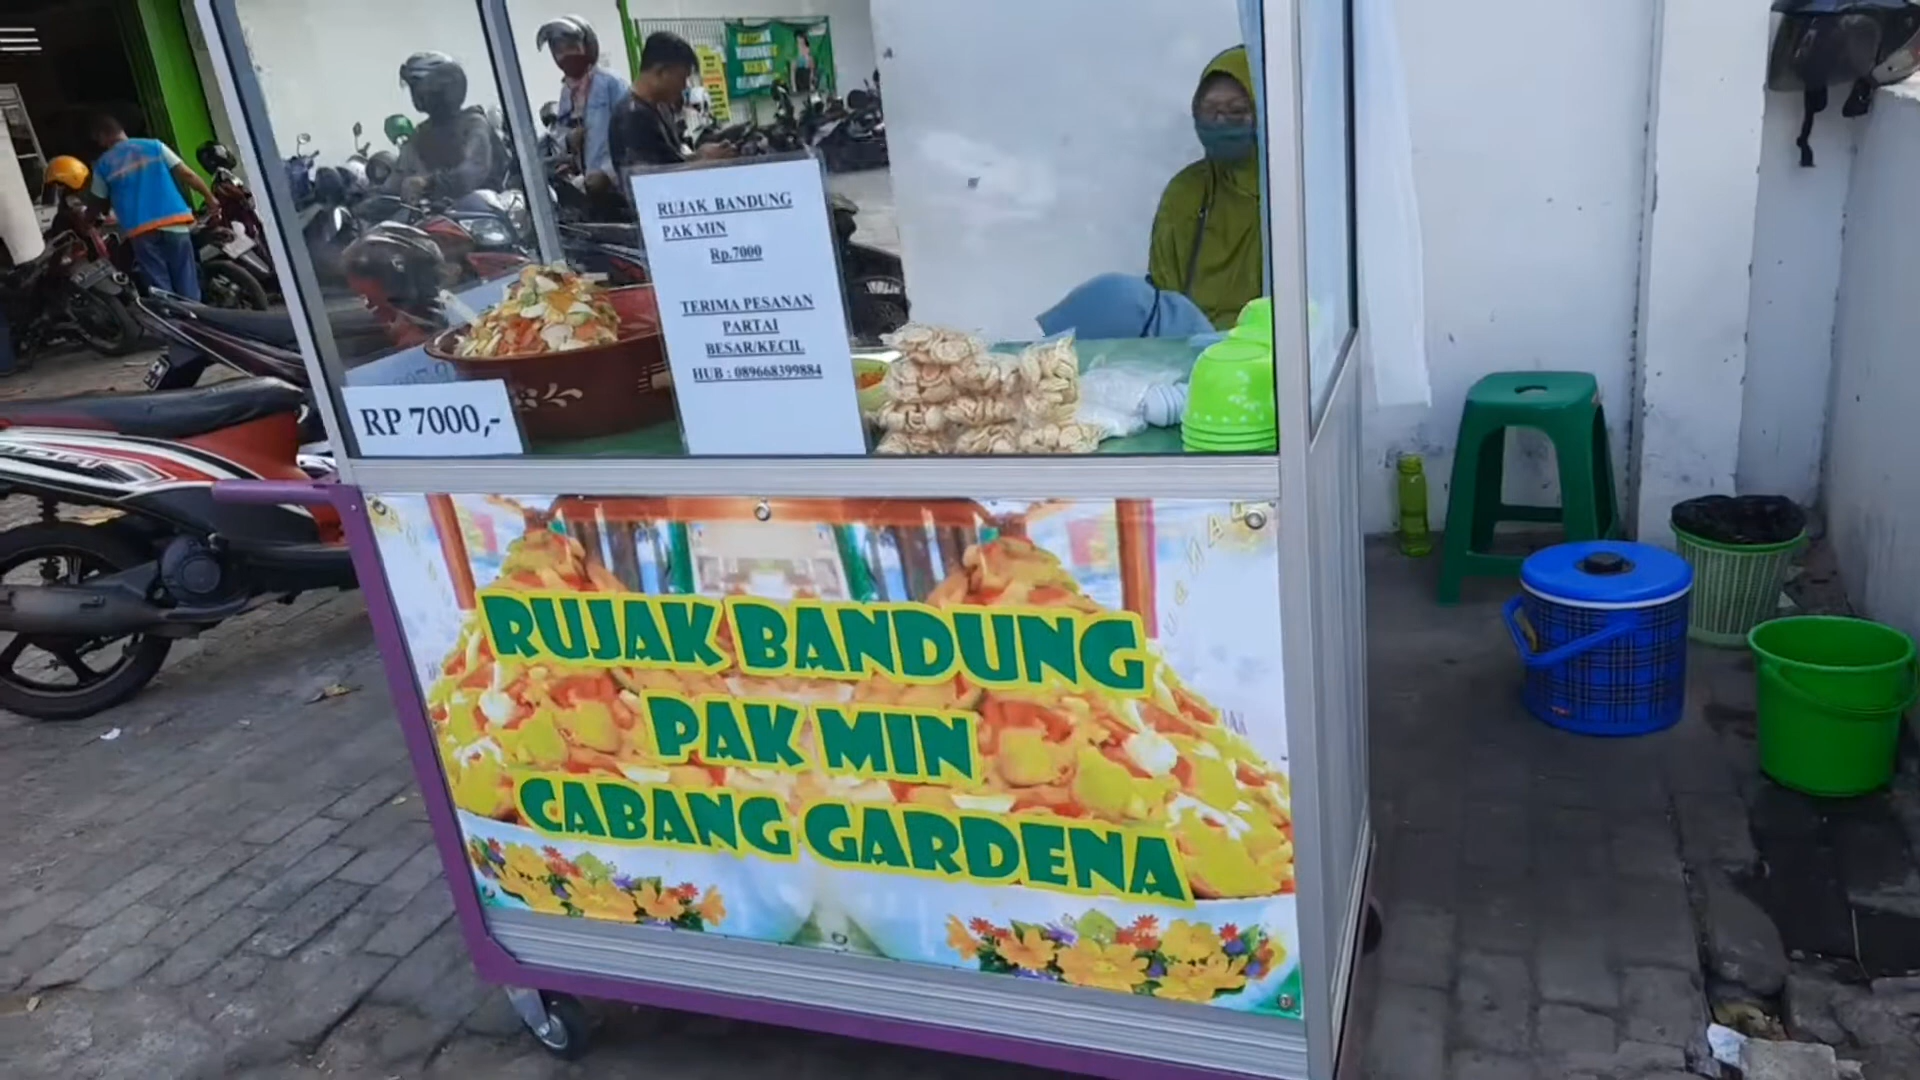 RUJAK BANDUNG
PAK MIN
Rp.7000
TERIMA PESANAN
PARTAI
BESAR/KECIL
HUB : 089668399884
RP 7000,-
RUJAK BANDUNG
PAK MIN
CABANG GARDENA